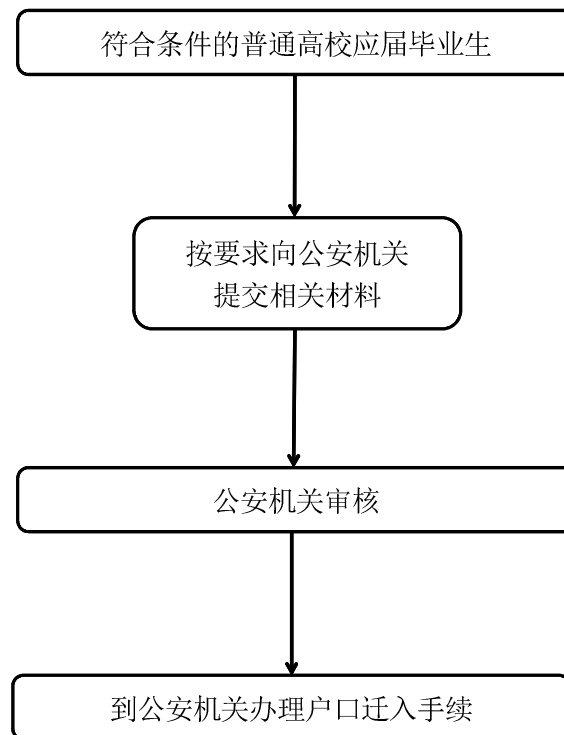 符合条件的普通高校应届毕业生
按要求向公安机关
提交相关材料
公安机关审核
到公安机关办理户口迁入手续